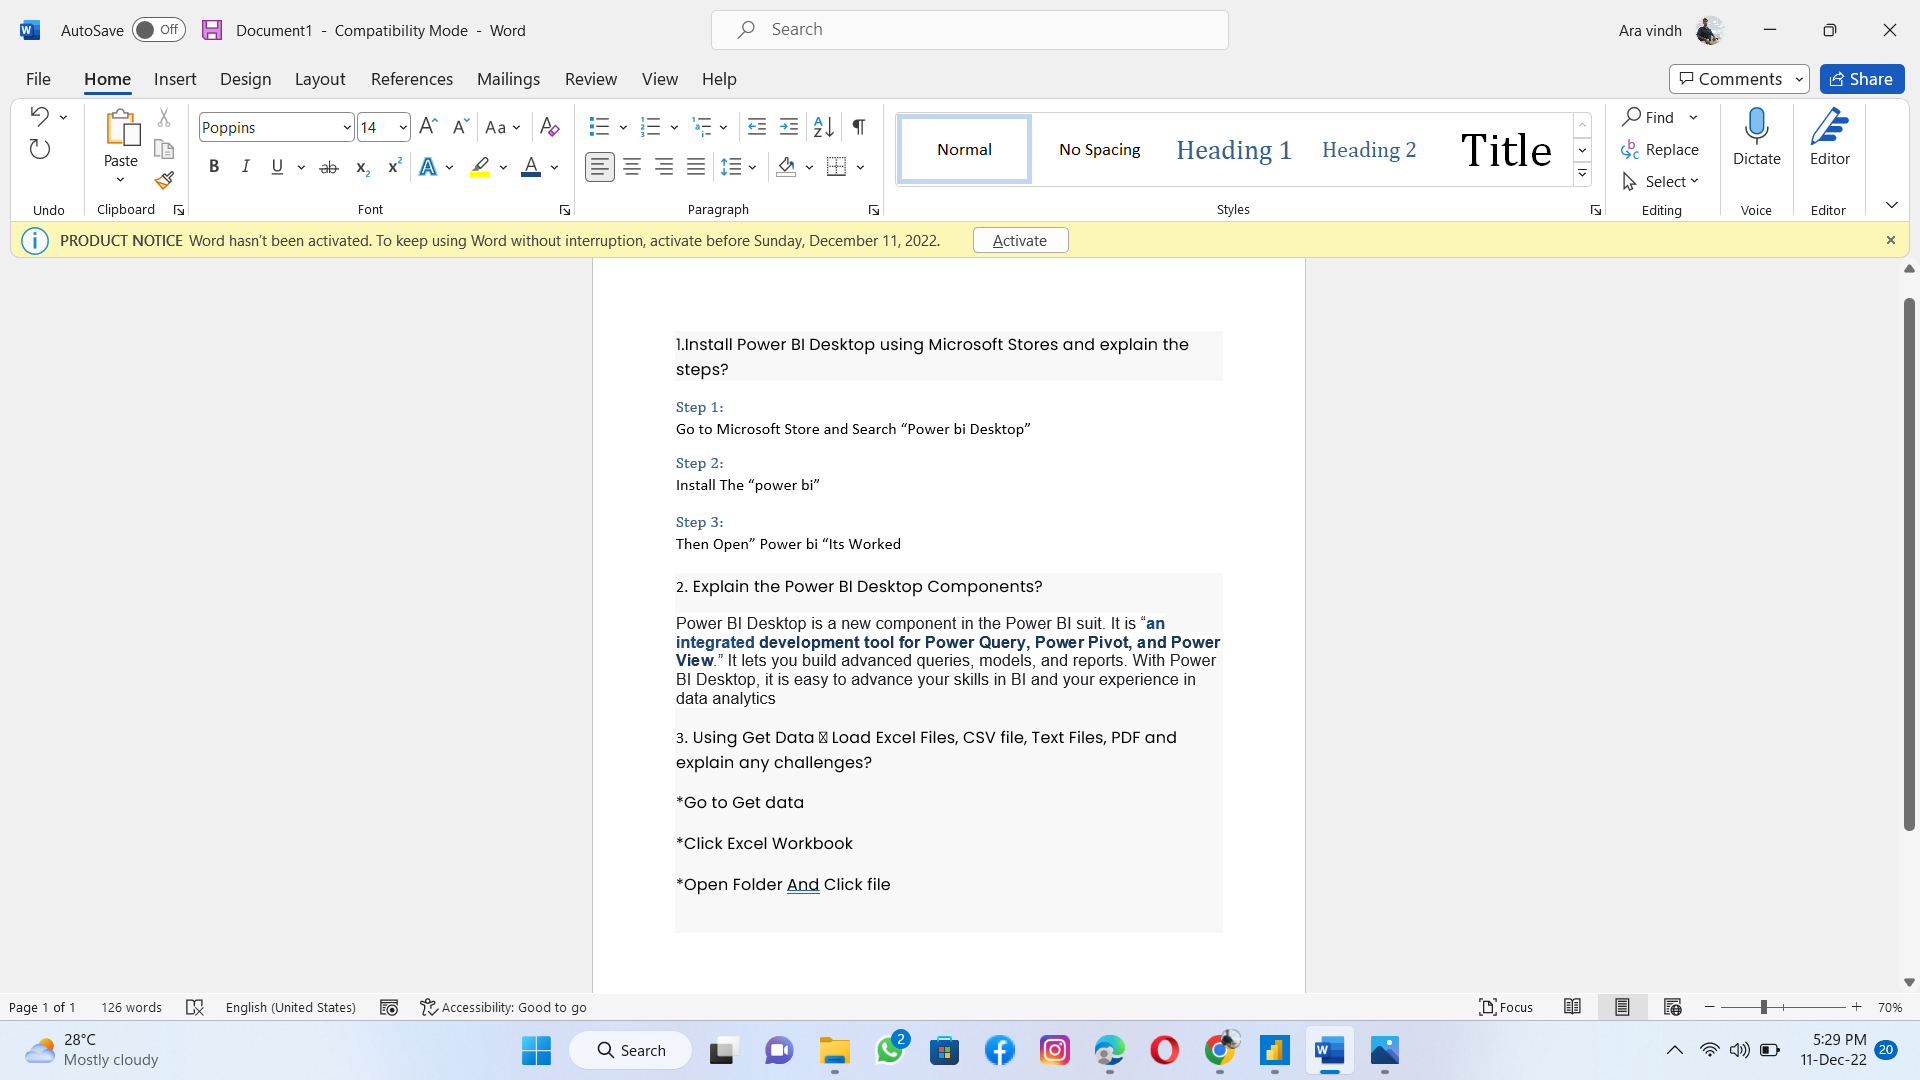 AutoSave Off Document1 - Compatibility Mode - Word Search Ara vindh
File Home Insert Design Layout References Mailings Review View Help Comments Share
Poppins 14 Aa
Paste
B I U ab x₂ x² A A
Normal No Spacing Heading 1 Heading 2 Title
Find
Replace
Select
Dictate Editor
Undo Clipboard Font Paragraph Styles Editing Voice Editor
PRODUCT NOTICE Word hasn’t been activated. To keep using Word without interruption, activate before Sunday, December 11, 2022. Activate
1.Install Power BI Desktop using Microsoft Stores and explain the
steps?
Step 1:
Go to Microsoft Store and Search “Power bi Desktop”
Step 2:
Install The “power bi”
Step 3:
Then Open” Power bi “Its Worked
2. Explain the Power BI Desktop Components?
Power BI Desktop is a new component in the Power BI suit. It is “an
integrated development tool for Power Query, Power Pivot, and Power
View.” It lets you build advanced queries, models, and reports. With Power
BI Desktop, it is easy to advance your skills in BI and your experience in
data analytics
3. Using Get Data  Load Excel Files, CSV file, Text Files, PDF and
explain any challenges?
*Go to Get data
*Click Excel Workbook
*Open Folder And Click file
Page 1 of 1 126 words English (United States) Accessibility: Good to go Focus 70%
28°C
Mostly cloudy
Search
2
5:29 PM
11-Dec-22
20